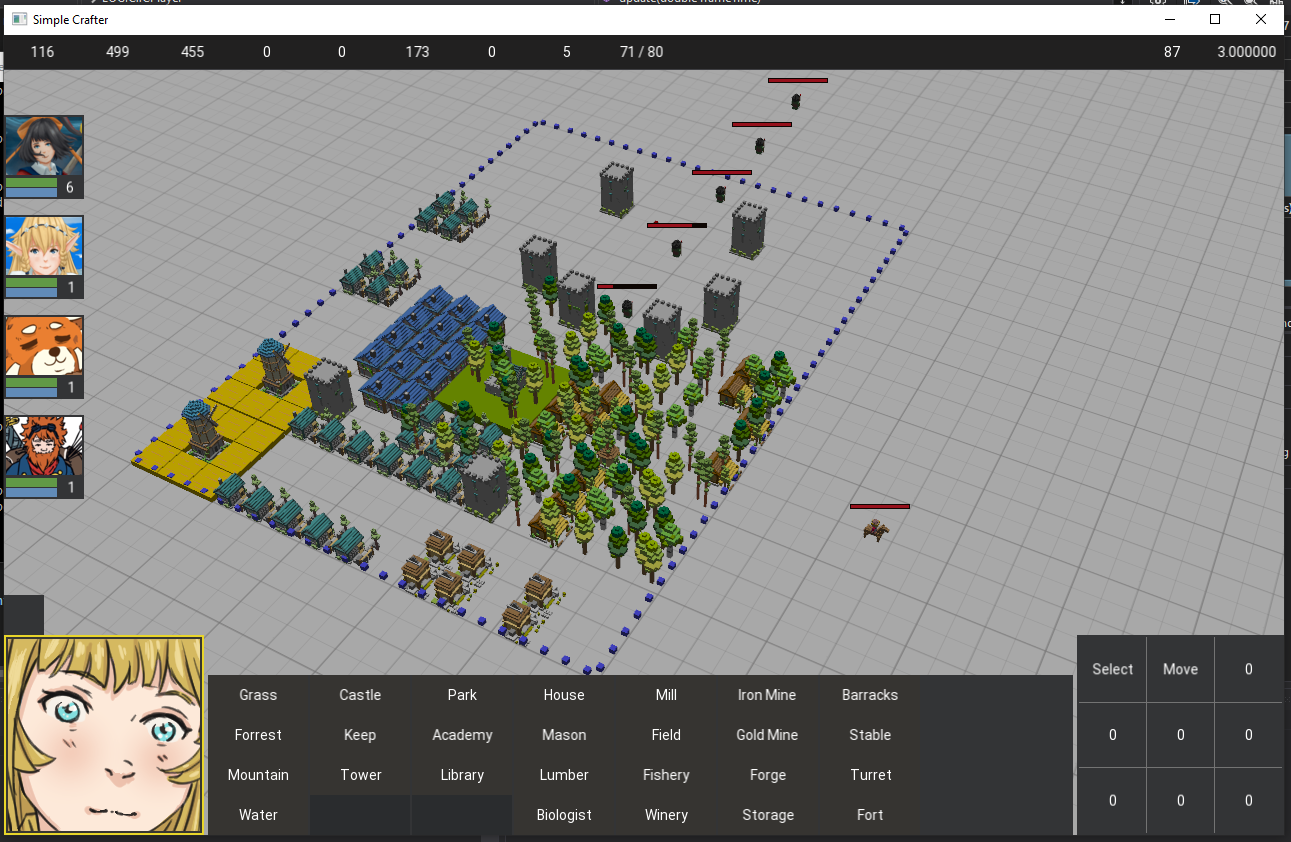 Simple Crafter
116 499 455 0 0 173 0 5 71 / 80 87 3.000000
6
1
1
1
Select Move 0
Grass Castle Park House Mill Iron Mine Barracks
Forrest Keep Academy Mason Field Gold Mine Stable
0 0 0
Mountain Tower Library Lumber Fishery Forge Turret
0 0 0
Water Biologist Winery Storage Fort